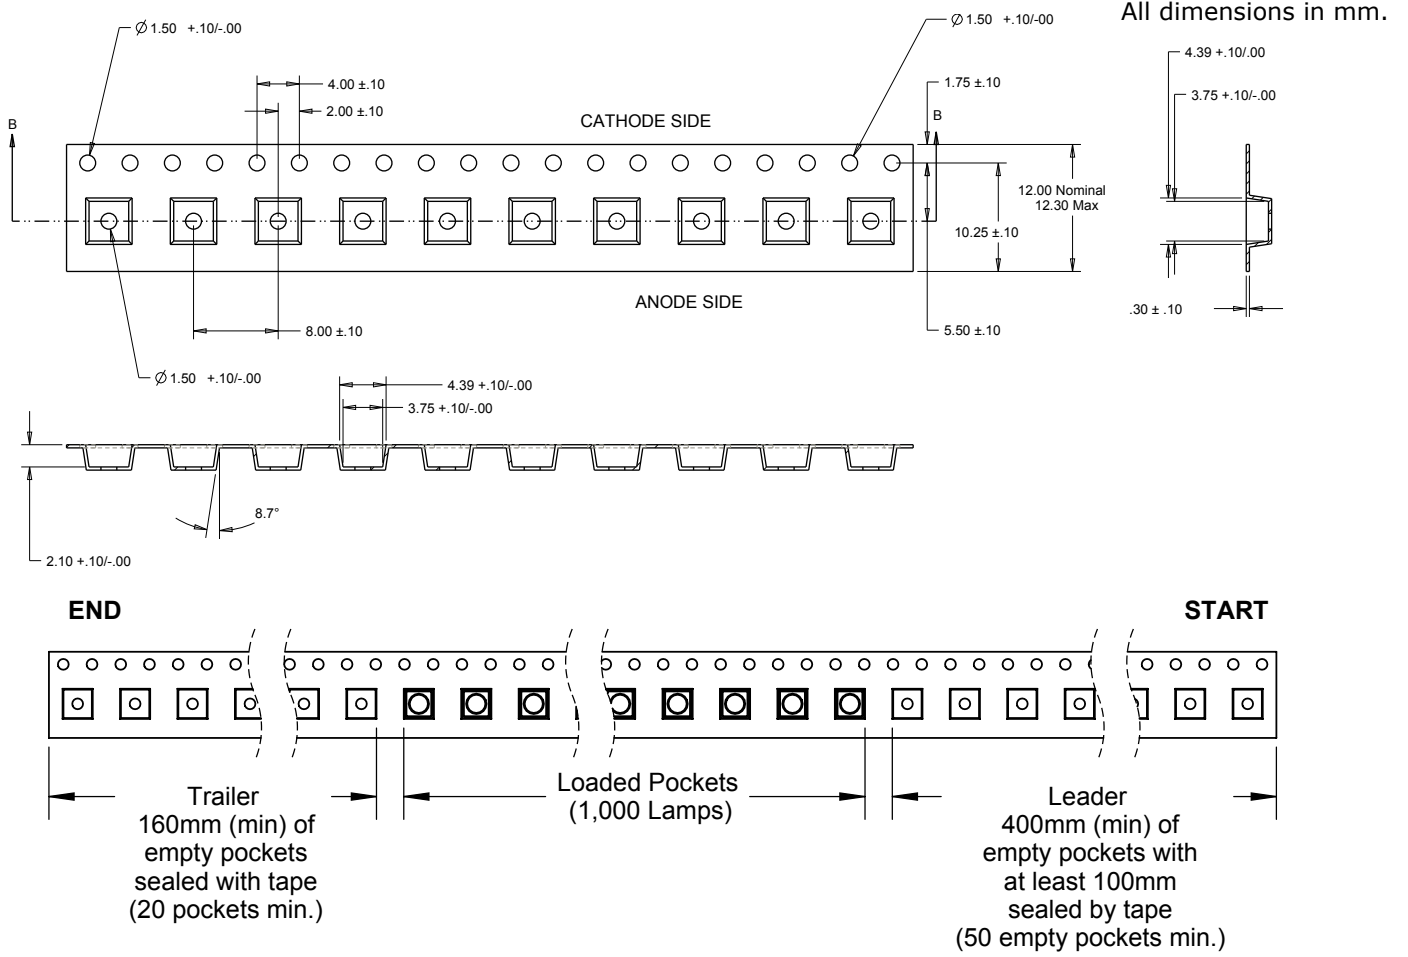 All dimensions in mm.
Ø 1.50 +.10/-.00
Ø 1.50 +.10/-00
4.00 ±.10
2.00 ±.10
1.75 ±.10
4.39 +.10/.00
3.75 +.10/-.00
B
CATHODE SIDE
B
12.00 Nominal
12.30 Max
10.25 ±.10
ANODE SIDE
8.00 ±.10
5.50 ±.10
.30 ± .10
Ø 1.50 +.10/-.00
4.39 +.10/-.00
3.75 +.10/-.00
8.7°
2.10 +.10/-.00
END
START
Trailer
160mm (min) of
empty pockets
sealed with tape
(20 pockets min.)
Loaded Pockets
(1,000 Lamps)
Leader
400mm (min) of
empty pockets with
at least 100mm
sealed by tape
(50 empty pockets min.)